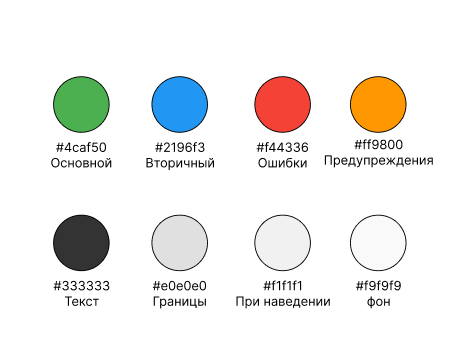 #4caf50
Основной
#2196f3
Вторичный
#f44336
Ошибки
#ff9800
Предупреждения
#333333
Текст
#e0e0e0
Границы
#f1f1f1
При наведении
#f9f9f9
фон